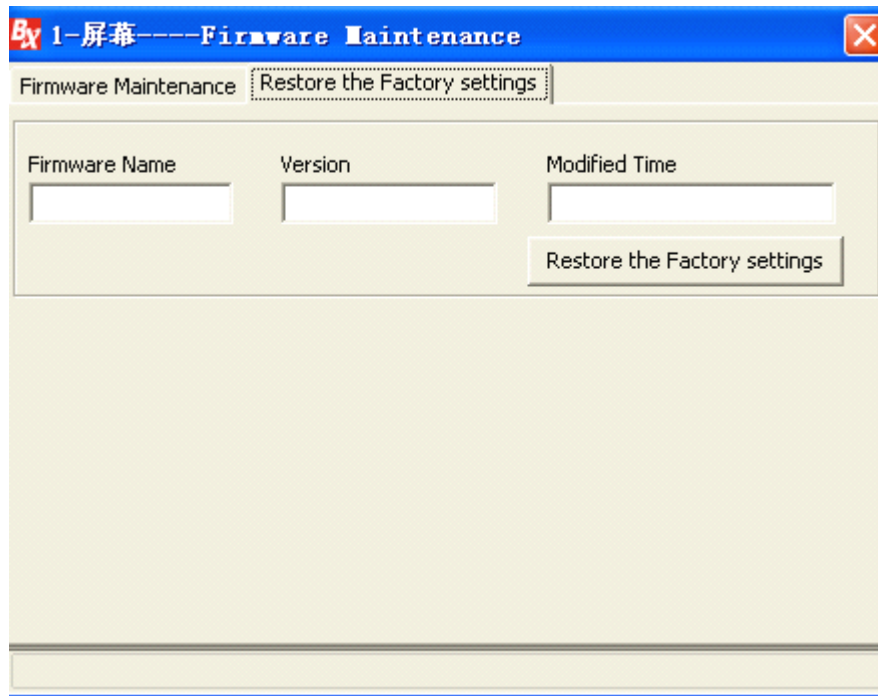 BX 1-屏幕----Firmware Maintenance
Firmware Maintenance Restore the Factory settings
Firmware Name Version Modified Time
Restore the Factory settings